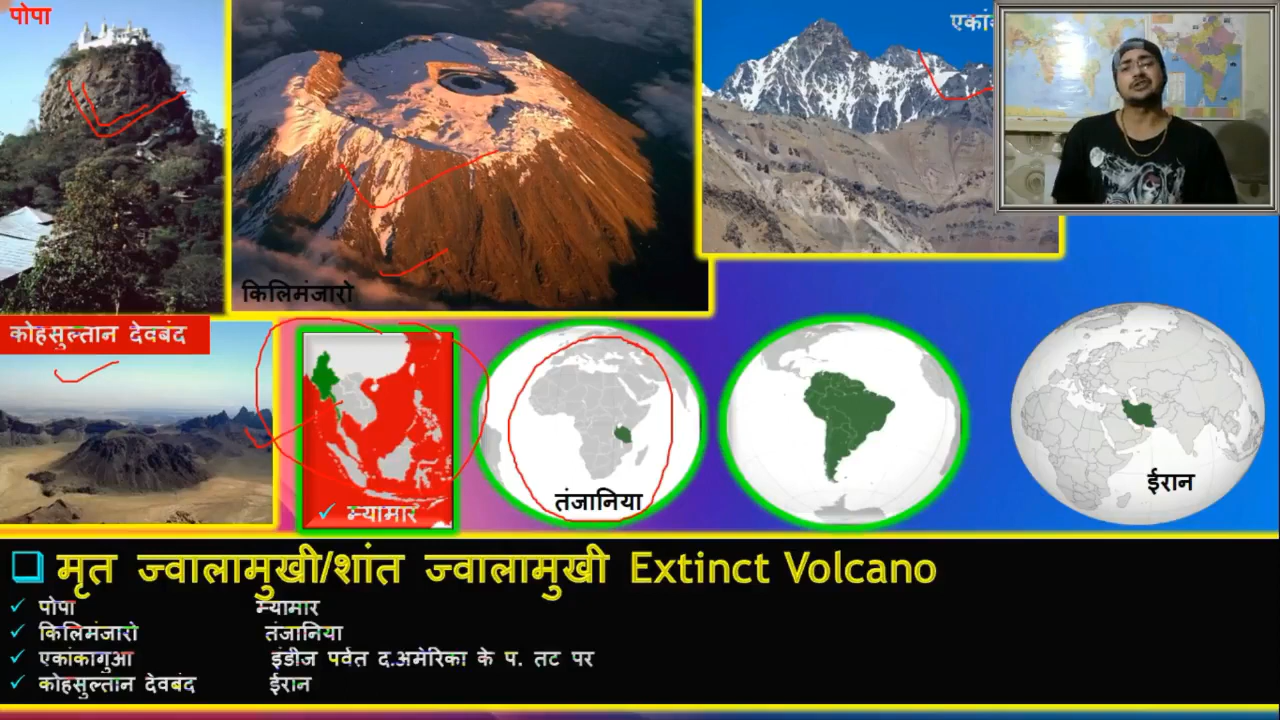 पोपा
किलिमंजारो
कोहसुल्तान देवबंद
म्यामार
तंजानिया
ईरान
मृत ज्वालामुखी/शांत ज्वालामुखी Extinct Volcano
पोपा म्यामार
किलिमंजारो तंजानिया
एकांकागुआ इंडीज पर्वत द.अमेरिका के प. तट पर
कोहसुल्तान देवबंद ईरान